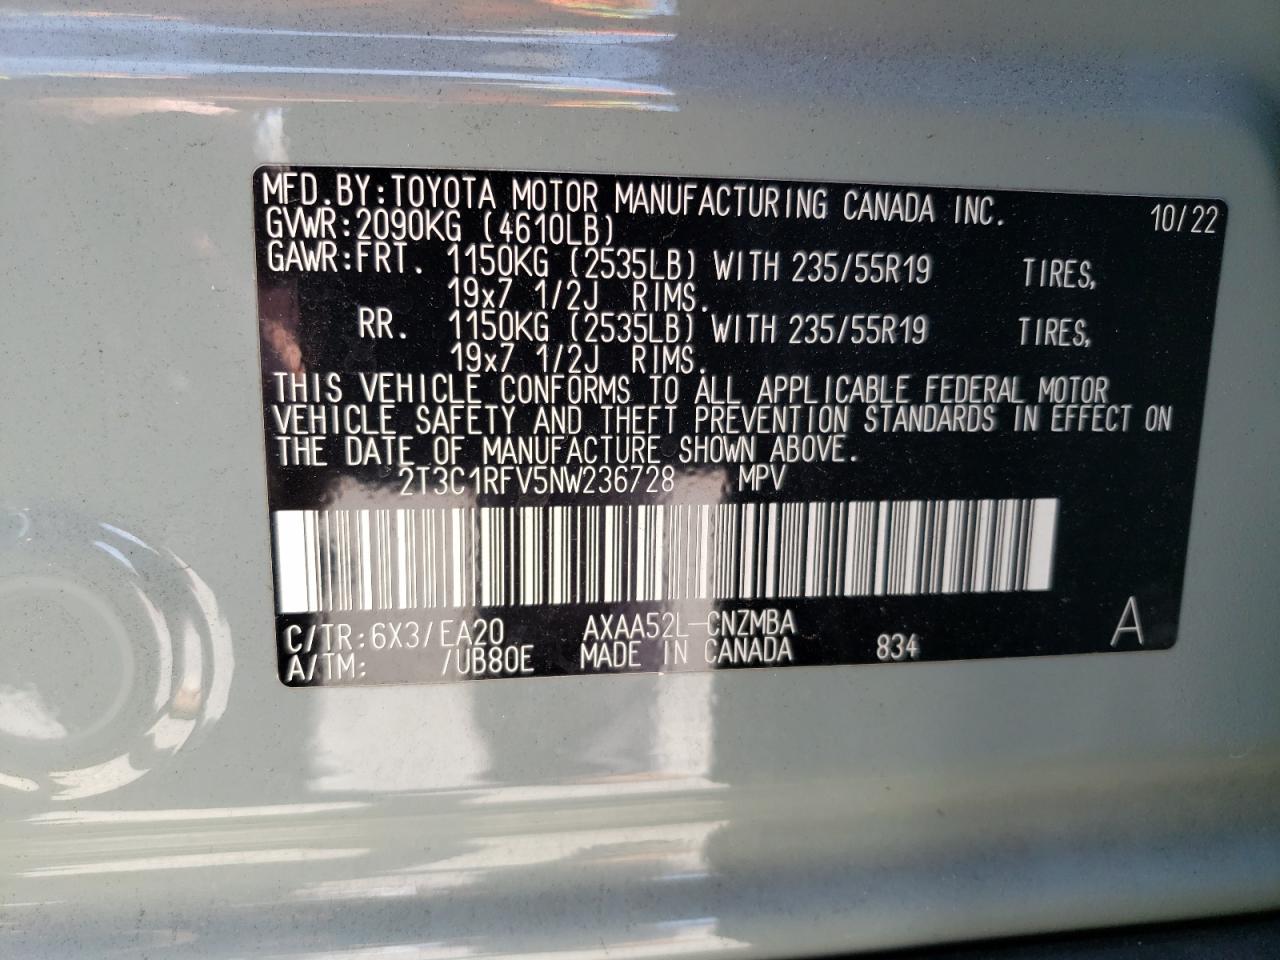 MFD.BY:TOYOTA MOTOR MANUFACTURING CANADA INC. 10/22
GVWR:2090KG (4610LB)
GAWR:FRT. 1150KG (2535LB) WITH 235/55R19 TIRES,
19x7 1/2J RIMS.
RR. 1150KG (2535LB) WITH 235/55R19 TIRES,
19x7 1/2J RIMS.
THIS VEHICLE CONFORMS TO ALL APPLICABLE FEDERAL MOTOR
VEHICLE SAFETY AND THEFT PREVENTION STANDARDS IN EFFECT ON
THE DATE OF MANUFACTURE SHOWN ABOVE.
2T3C1RFV5NW236728 MPV
C/TR:6X3/EA20 AXAA52L-CNZMBA A
A/TM: /UB80E MADE IN CANADA 834